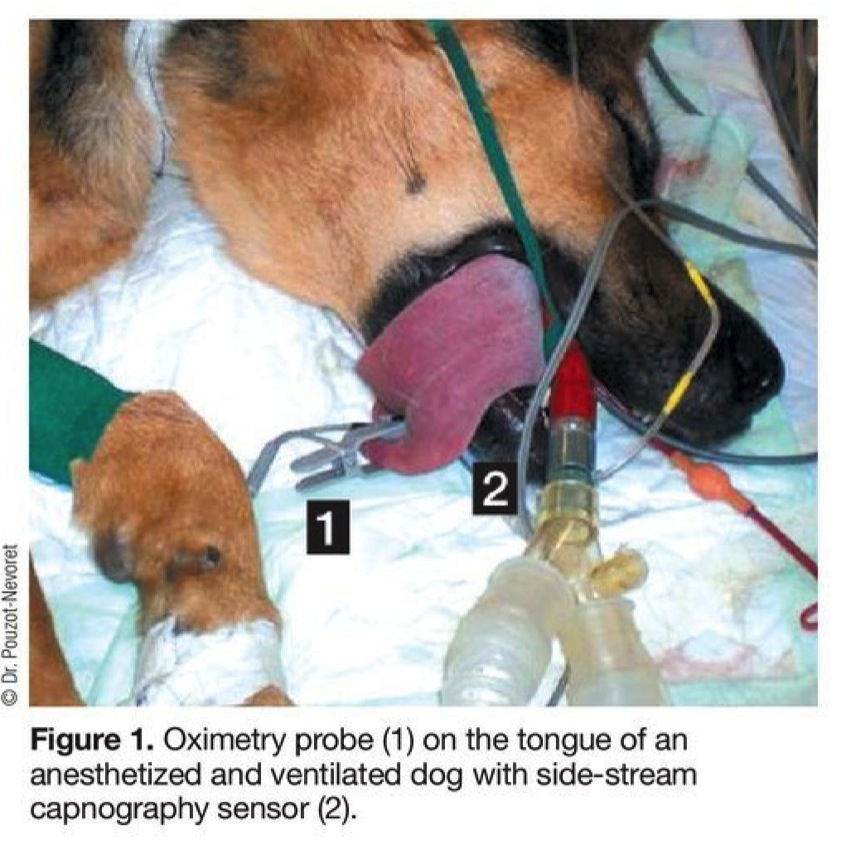 1
2
© Dr. Pouzot-Nevoret
Figure 1. Oximetry probe (1) on the tongue of an
anesthetized and ventilated dog with side-stream
capnography sensor (2).